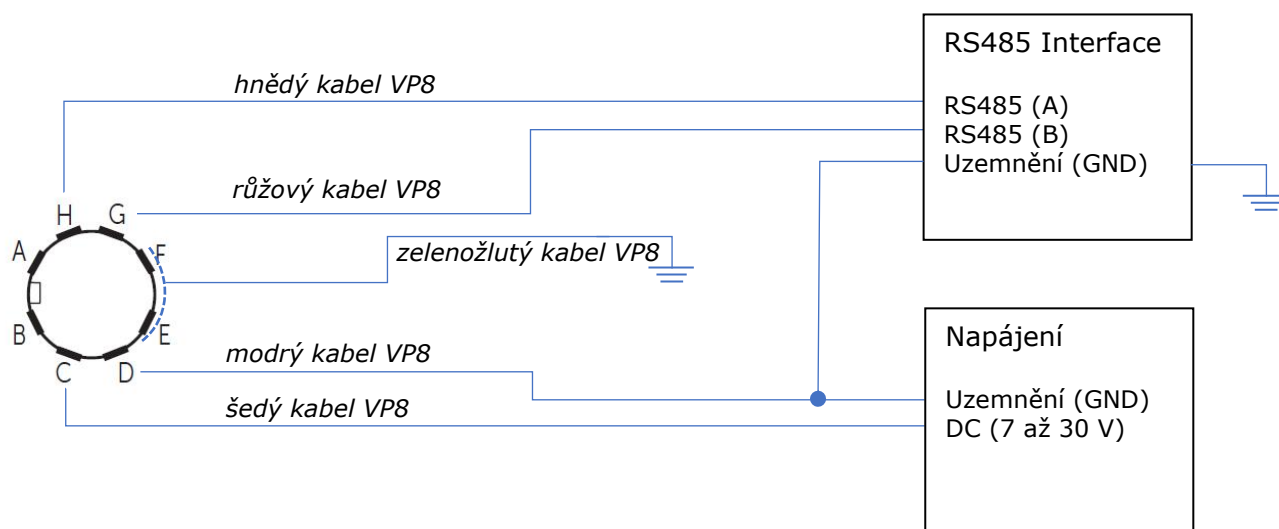 RS485 Interface
hnědý kabel VP8
RS485 (A)
RS485 (B)
Uzemnění (GND)
růžový kabel VP8
H G
A F
zelenožlutý kabel VP8
B E
C D
modrý kabel VP8
šedý kabel VP8
Napájení
Uzemnění (GND)
DC (7 až 30 V)